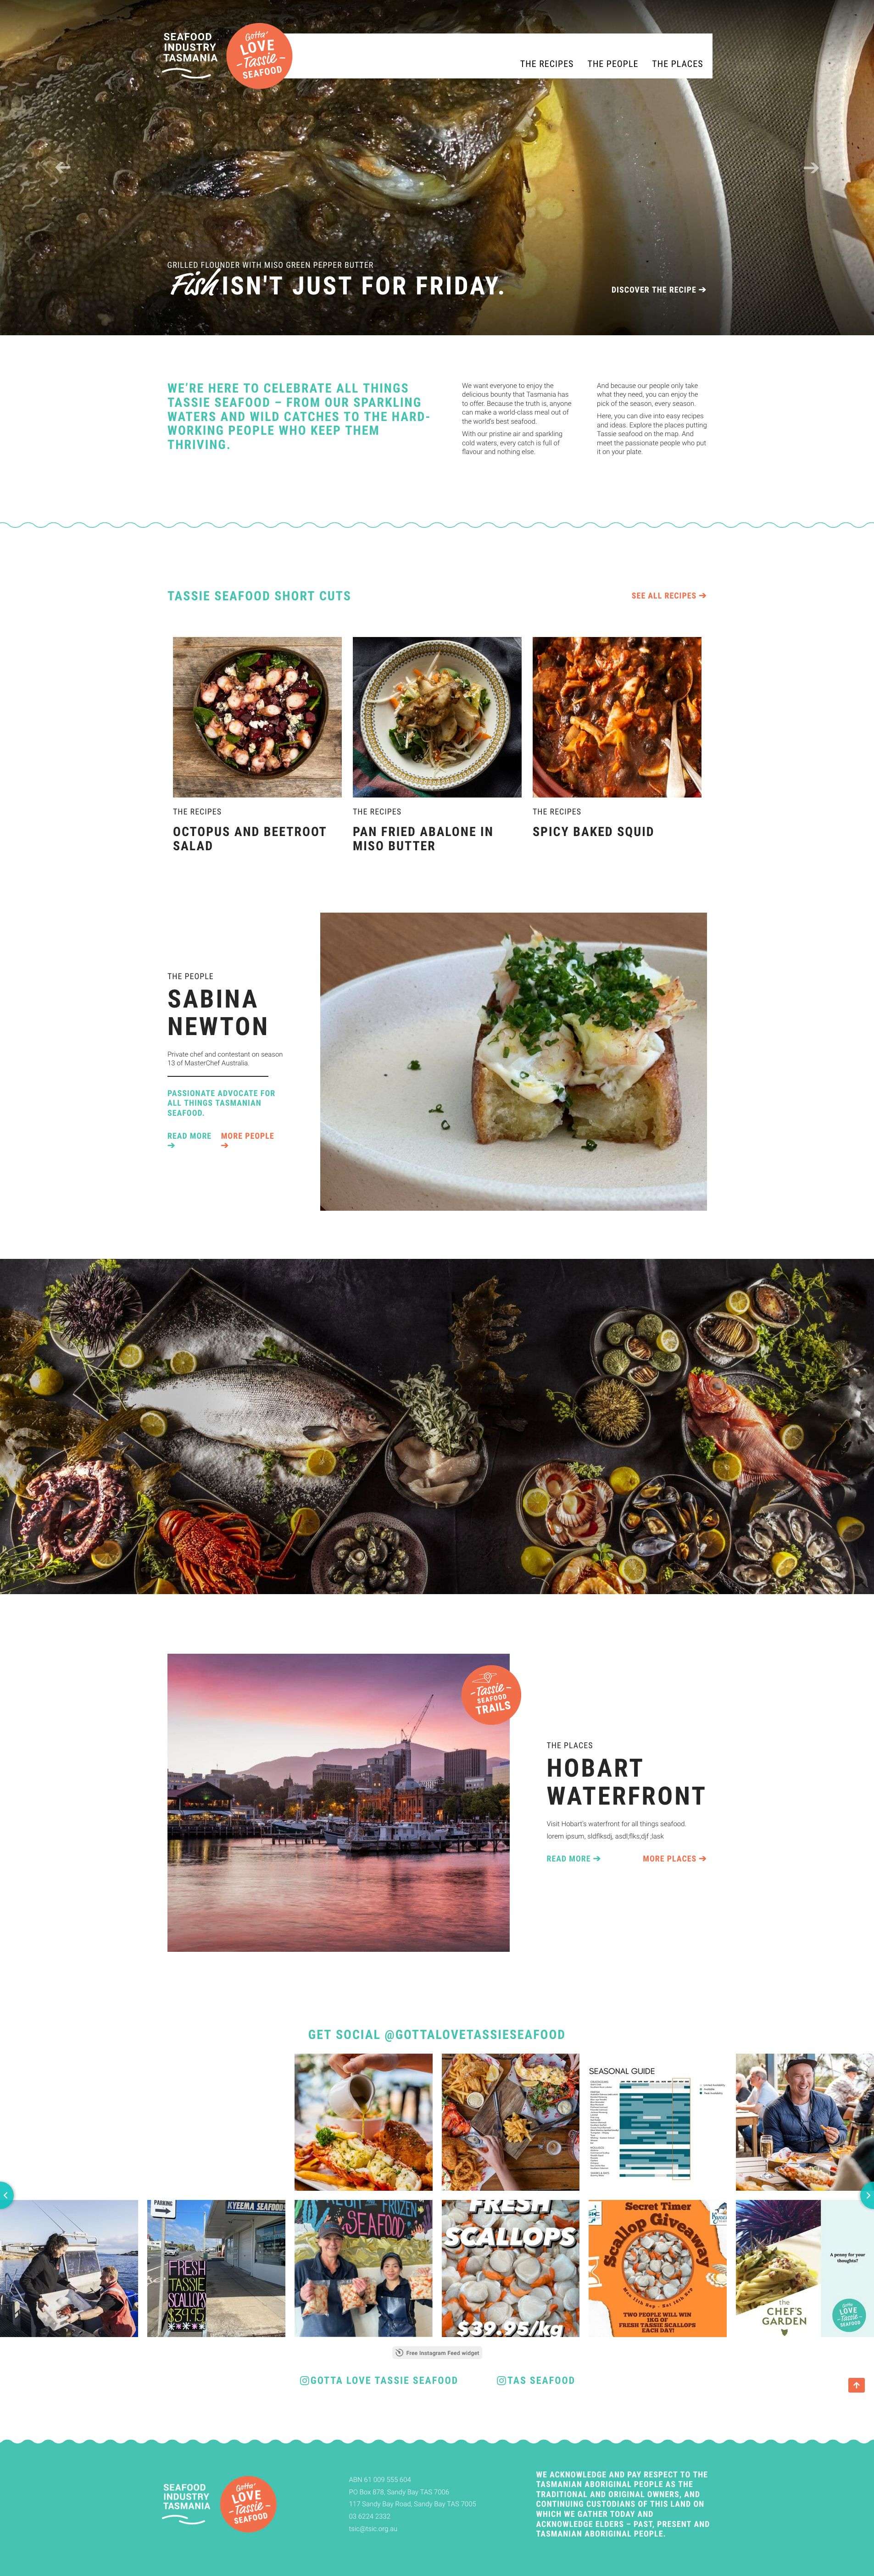 SEAFOOD
INDUSTRY
TASMANIA
Gotta'
LOVE
-Tassie-
SEAFOOD
THE RECIPES
THE PEOPLE
THE PLACES
GRILLED FLOUNDER WITH MISO GREEN PEPPER BUTTER
Fish ISN'T JUST FOR FRIDAY.
DISCOVER THE RECIPE →
WE'RE HERE TO CELEBRATE ALL THINGS
TASSIE SEAFOOD – FROM OUR SPARKLING
WATERS AND WILD CATCHES TO THE HARD-
WORKING PEOPLE WHO KEEP THEM
THRIVING.
We want everyone to enjoy the
delicious bounty that Tasmania has
to offer. Because the truth is, anyone
can make a world-class meal out of
the world's best seafood.
With our pristine air and sparkling
cold waters, every catch is full of
flavour and nothing else.
And because our people only take
what they need, you can enjoy the
pick of the season, every season.
Here, you can dive into easy recipes
and ideas. Explore the places putting
Tassie seafood on the map. And
meet the passionate people who put
it on your plate.
TASSIE SEAFOOD SHORT CUTS
SEE ALL RECIPES →
THE RECIPES
OCTOPUS AND BEETROOT
SALAD
THE RECIPES
PAN FRIED ABALONE IN
MISO BUTTER
THE RECIPES
SPICY BAKED SQUID
THE PEOPLE
SABINA
NEWTON
Private chef and contestant on season
13 of MasterChef Australia.
PASSIONATE ADVOCATE FOR
ALL THINGS TASMANIAN
SEAFOOD.
READ MORE →
MORE PEOPLE →
-Tassie-
SEAFOOD
TRAILS
THE PLACES
HOBART
WATERFRONT
Visit Hobart's waterfront for all things seafood.
lorem ipsum, sldflksdj, asdl;flks;djf ;lask
READ MORE →
MORE PLACES →
GET SOCIAL @GOTTALOVETASSIESEAFOOD
SEASONAL GUIDE
PARKING
KYEEMA SEAFOODS
FRESH
TASSIE
SCALLOPS
$39.95
FROZEN
SEAFOOD
FRESH
SCALLOPS
$39.95/kg
Secret Timer
Scallop Giveaway
TWO PEOPLE WILL WIN
1KG OF
FRESH TASSIE SCALLOPS
EACH DAY!
the
CHEF'S
GARDEN
A penny for your
thoughts?
Gotta'
LOVE
-Tassie-
SEAFOOD
Free Instagram Feed widget
GOTTA LOVE TASSIE SEAFOOD
TAS SEAFOOD
SEAFOOD
INDUSTRY
TASMANIA
Gotta'
LOVE
-Tassie-
SEAFOOD
ABN 61 009 555 604
PO Box 878, Sandy Bay TAS 7006
117 Sandy Bay Road, Sandy Bay TAS 7005
03 6224 2332
tsic@tsic.org.au
WE ACKNOWLEDGE AND PAY RESPECT TO THE
TASMANIAN ABORIGINAL PEOPLE AS THE
TRADITIONAL AND ORIGINAL OWNERS, AND
CONTINUING CUSTODIANS OF THIS LAND ON
WHICH WE GATHER TODAY AND
ACKNOWLEDGE ELDERS – PAST, PRESENT AND
TASMANIAN ABORIGINAL PEOPLE.